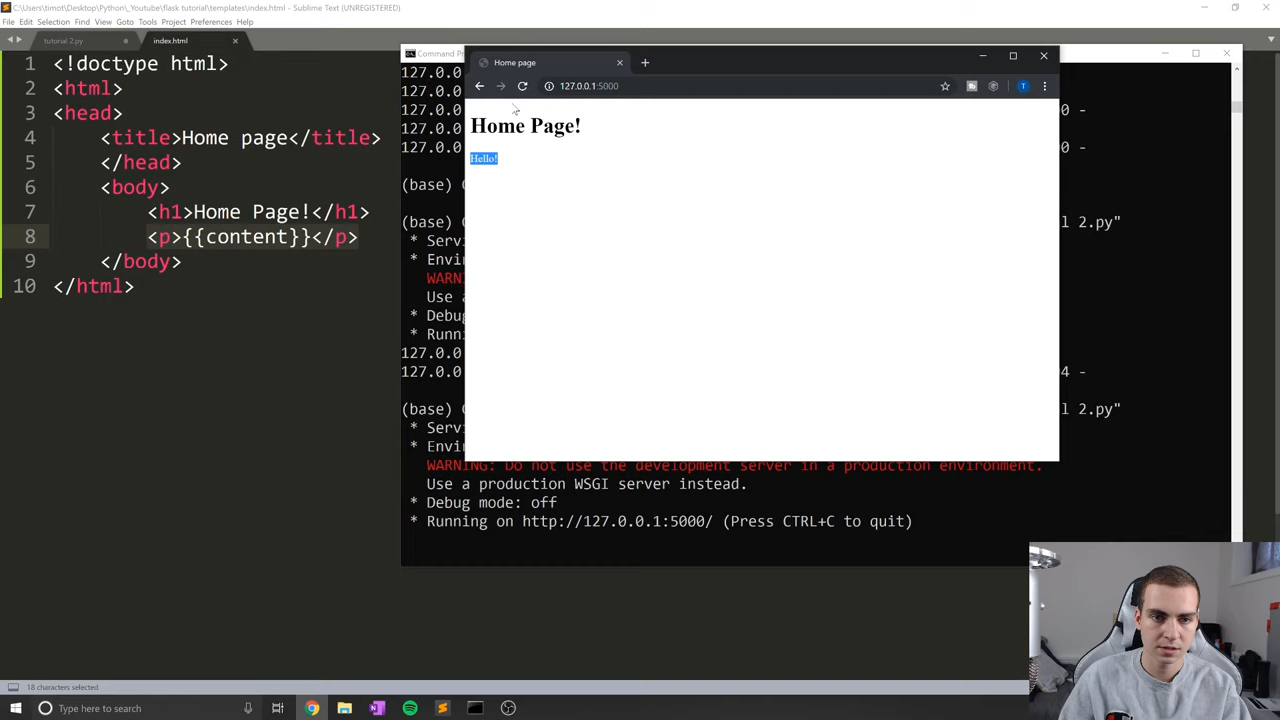 C:\Users\timot\Desktop\Python\_Youtube\flask tutorial\templates\index.html - Sublime Text (UNREGISTERED)
File Edit Selection Find View Goto Tools Project Preferences Help
tutorial 2.py
index.html
1 <!doctype html>
2 <html>
3 <head>
4 <title>Home page</title>
5 </head>
6 <body>
7 <h1>Home Page!</h1>
8 <p>{{content}}</p>
9 </body>
10 </html>
Command Pr
Home page
127.0.0.1:5000
T
Home Page!
Hello!
127.0.0
127.0.0 0 -
127.0.0 0 -
127.0.0 -
127.0.0 -
(base) C
(base) C l 2.py"
* Servi
* Envi
WARNI
Use a
* Debu
* Runn
127.0.0
127.0.0 4 -
(base) C l 2.py"
* Serv
* Envi
WARNING: Do not use the development server in a production environment.
Use a production WSGI server instead.
* Debug mode: off
* Running on http://127.0.0.1:5000/ (Press CTRL+C to quit)
18 characters selected
Type here to search